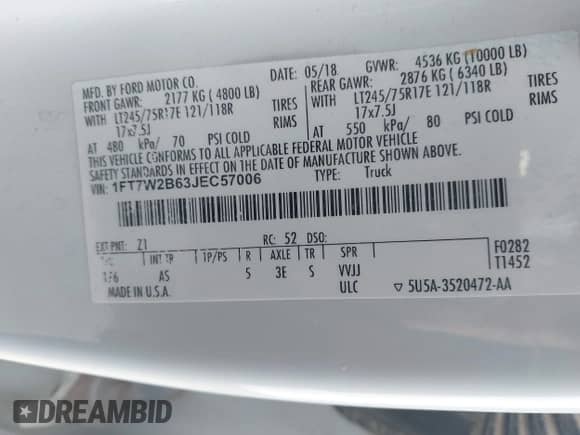 MFD. BY FORD MOTOR CO. DATE: 05/18 GVWR: 4536 KG (10000 LB)
FRONT GAWR: 2177 KG (4800 LB) REAR GAWR: 2876 KG (6340 LB)
WITH LT245/75R17E 121/118R TIRES WITH LT245/75R17E 121/118R TIRES
17x7.5J RIMS 17x7.5J RIMS
AT 480 kPa/ 70 PSI COLD AT 550 kPa/ 80 PSI COLD
THIS VEHICLE CONFORMS TO ALL APPLICABLE FEDERAL MOTOR VEHICLE
SAFETY STANDARDS IN EFFECT ON THE DATE OF MANUFACTURE SHOWN ABOVE.
VIN: 1FT7W2B63JEC57006 TYPE: Truck
EXT PNT: Z1 RC: 52 DSO: F0282
INT TR TP/PS R AXLE TR SPR T1452
AS 5 3E S VVJJ
MADE IN U.S.A. ULC 5U5A-3520472-AA
DREAMBID